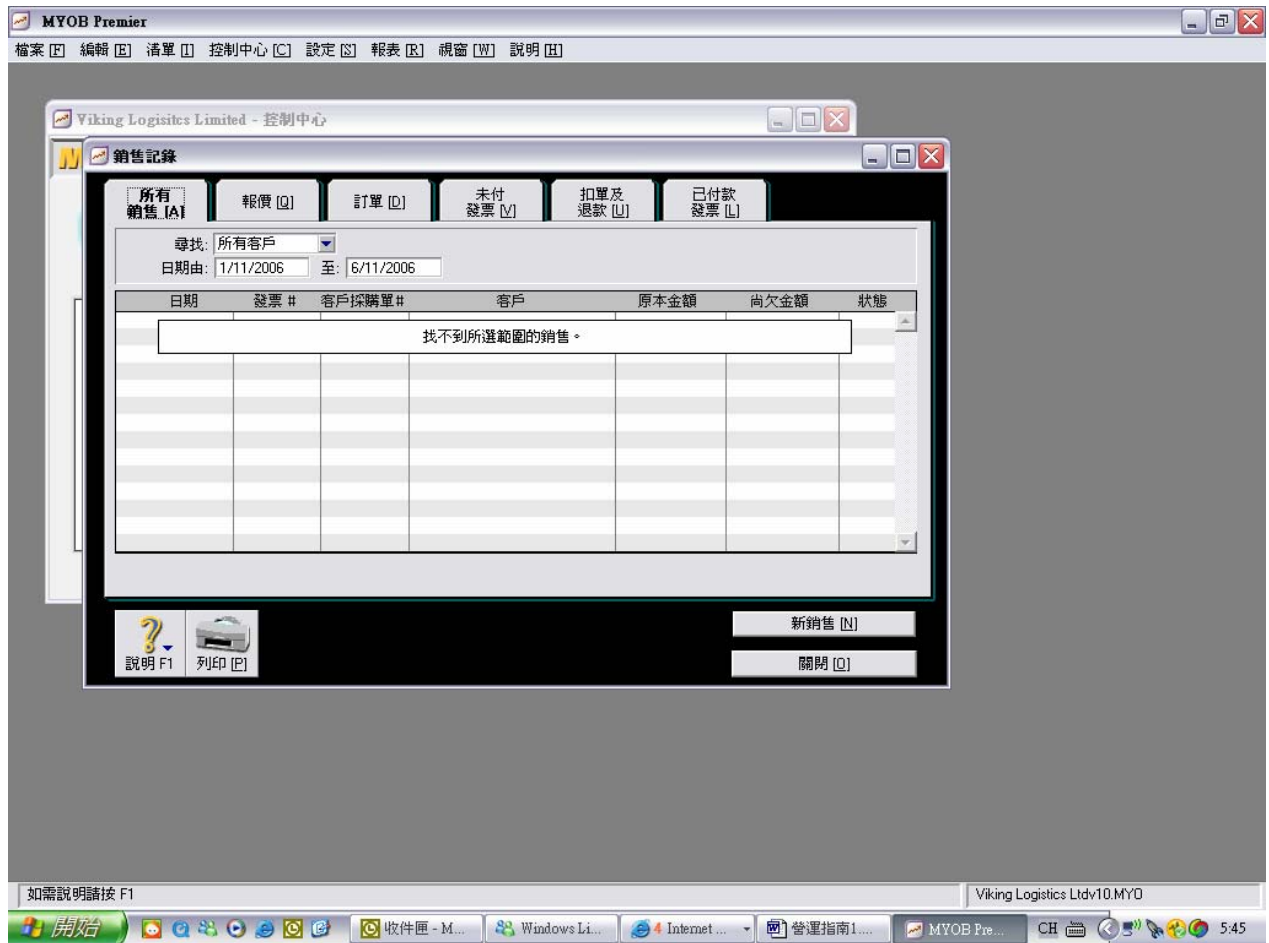 MYOB Premier
檔案 [F] 編輯 [E] 清單 [I] 控制中心 [C] 設定 [S] 報表 [R] 視窗 [W] 說明 [H]
Viking Logisitcs Limited - 控制中心
銷售記錄
所有
銷售 [A]
報價 [Q]
訂單 [D]
未付
發票 [V]
扣單及
退款 [U]
已付款
發票 [L]
尋找: 所有客戶
日期由: 1/11/2006 至: 6/11/2006
日期 發票 # 客戶採購單# 客戶 原本金額 尚欠金額 狀態
找不到所選範圍的銷售。
新銷售 [N]
說明 F1 列印 [P]
關閉 [O]
如需說明請按 F1
Viking Logistics Ltdv10.MYO
開始 收件匣 - M... Windows Li... 4 Internet ... 營運指南1.... MYOB Pre... CH 5:45